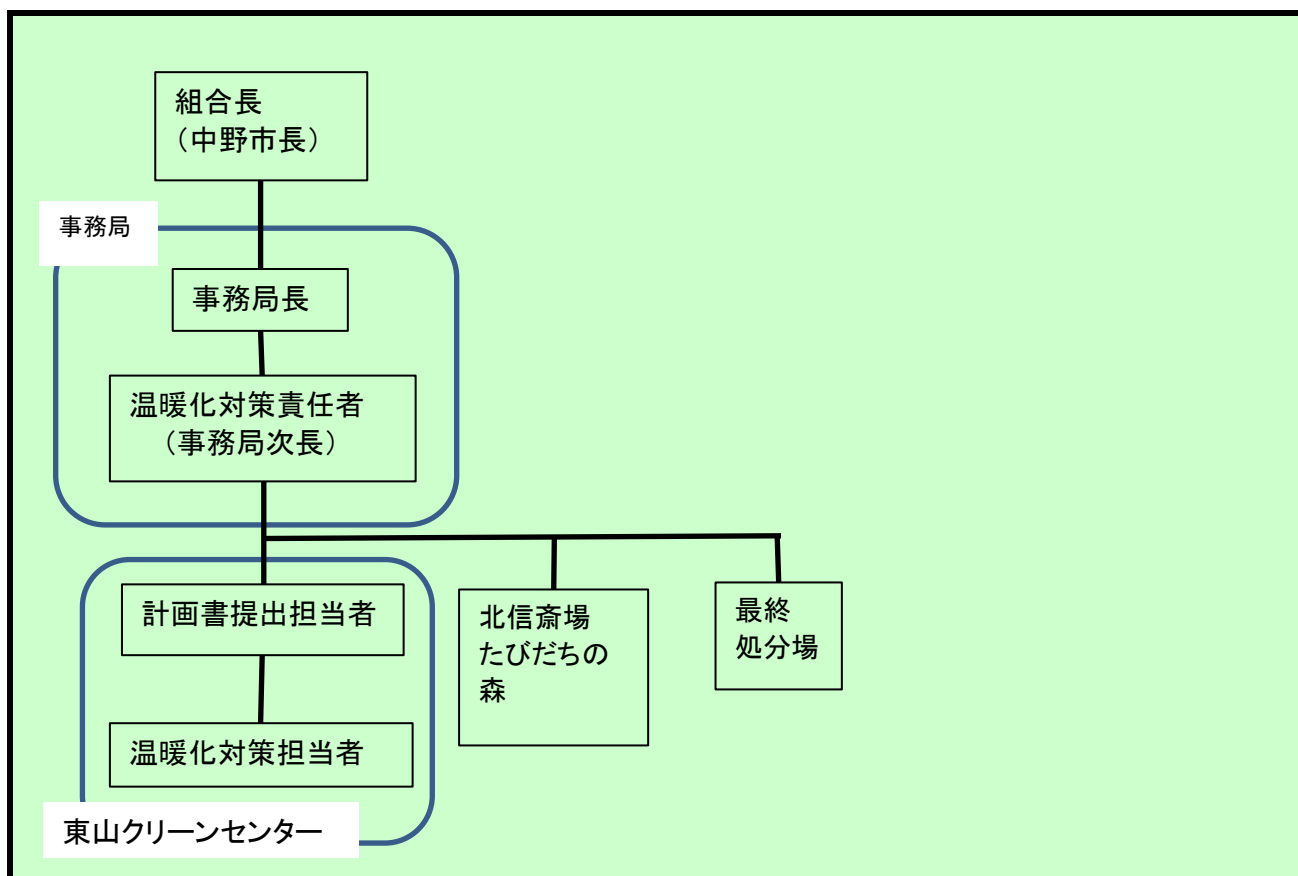 組合長
（中野市長）
事務局
事務局長
温暖化対策責任者
（事務局次長）
計画書提出担当者
北信斎場
たびだちの
森
最終
処分場
温暖化対策担当者
東山クリーンセンター